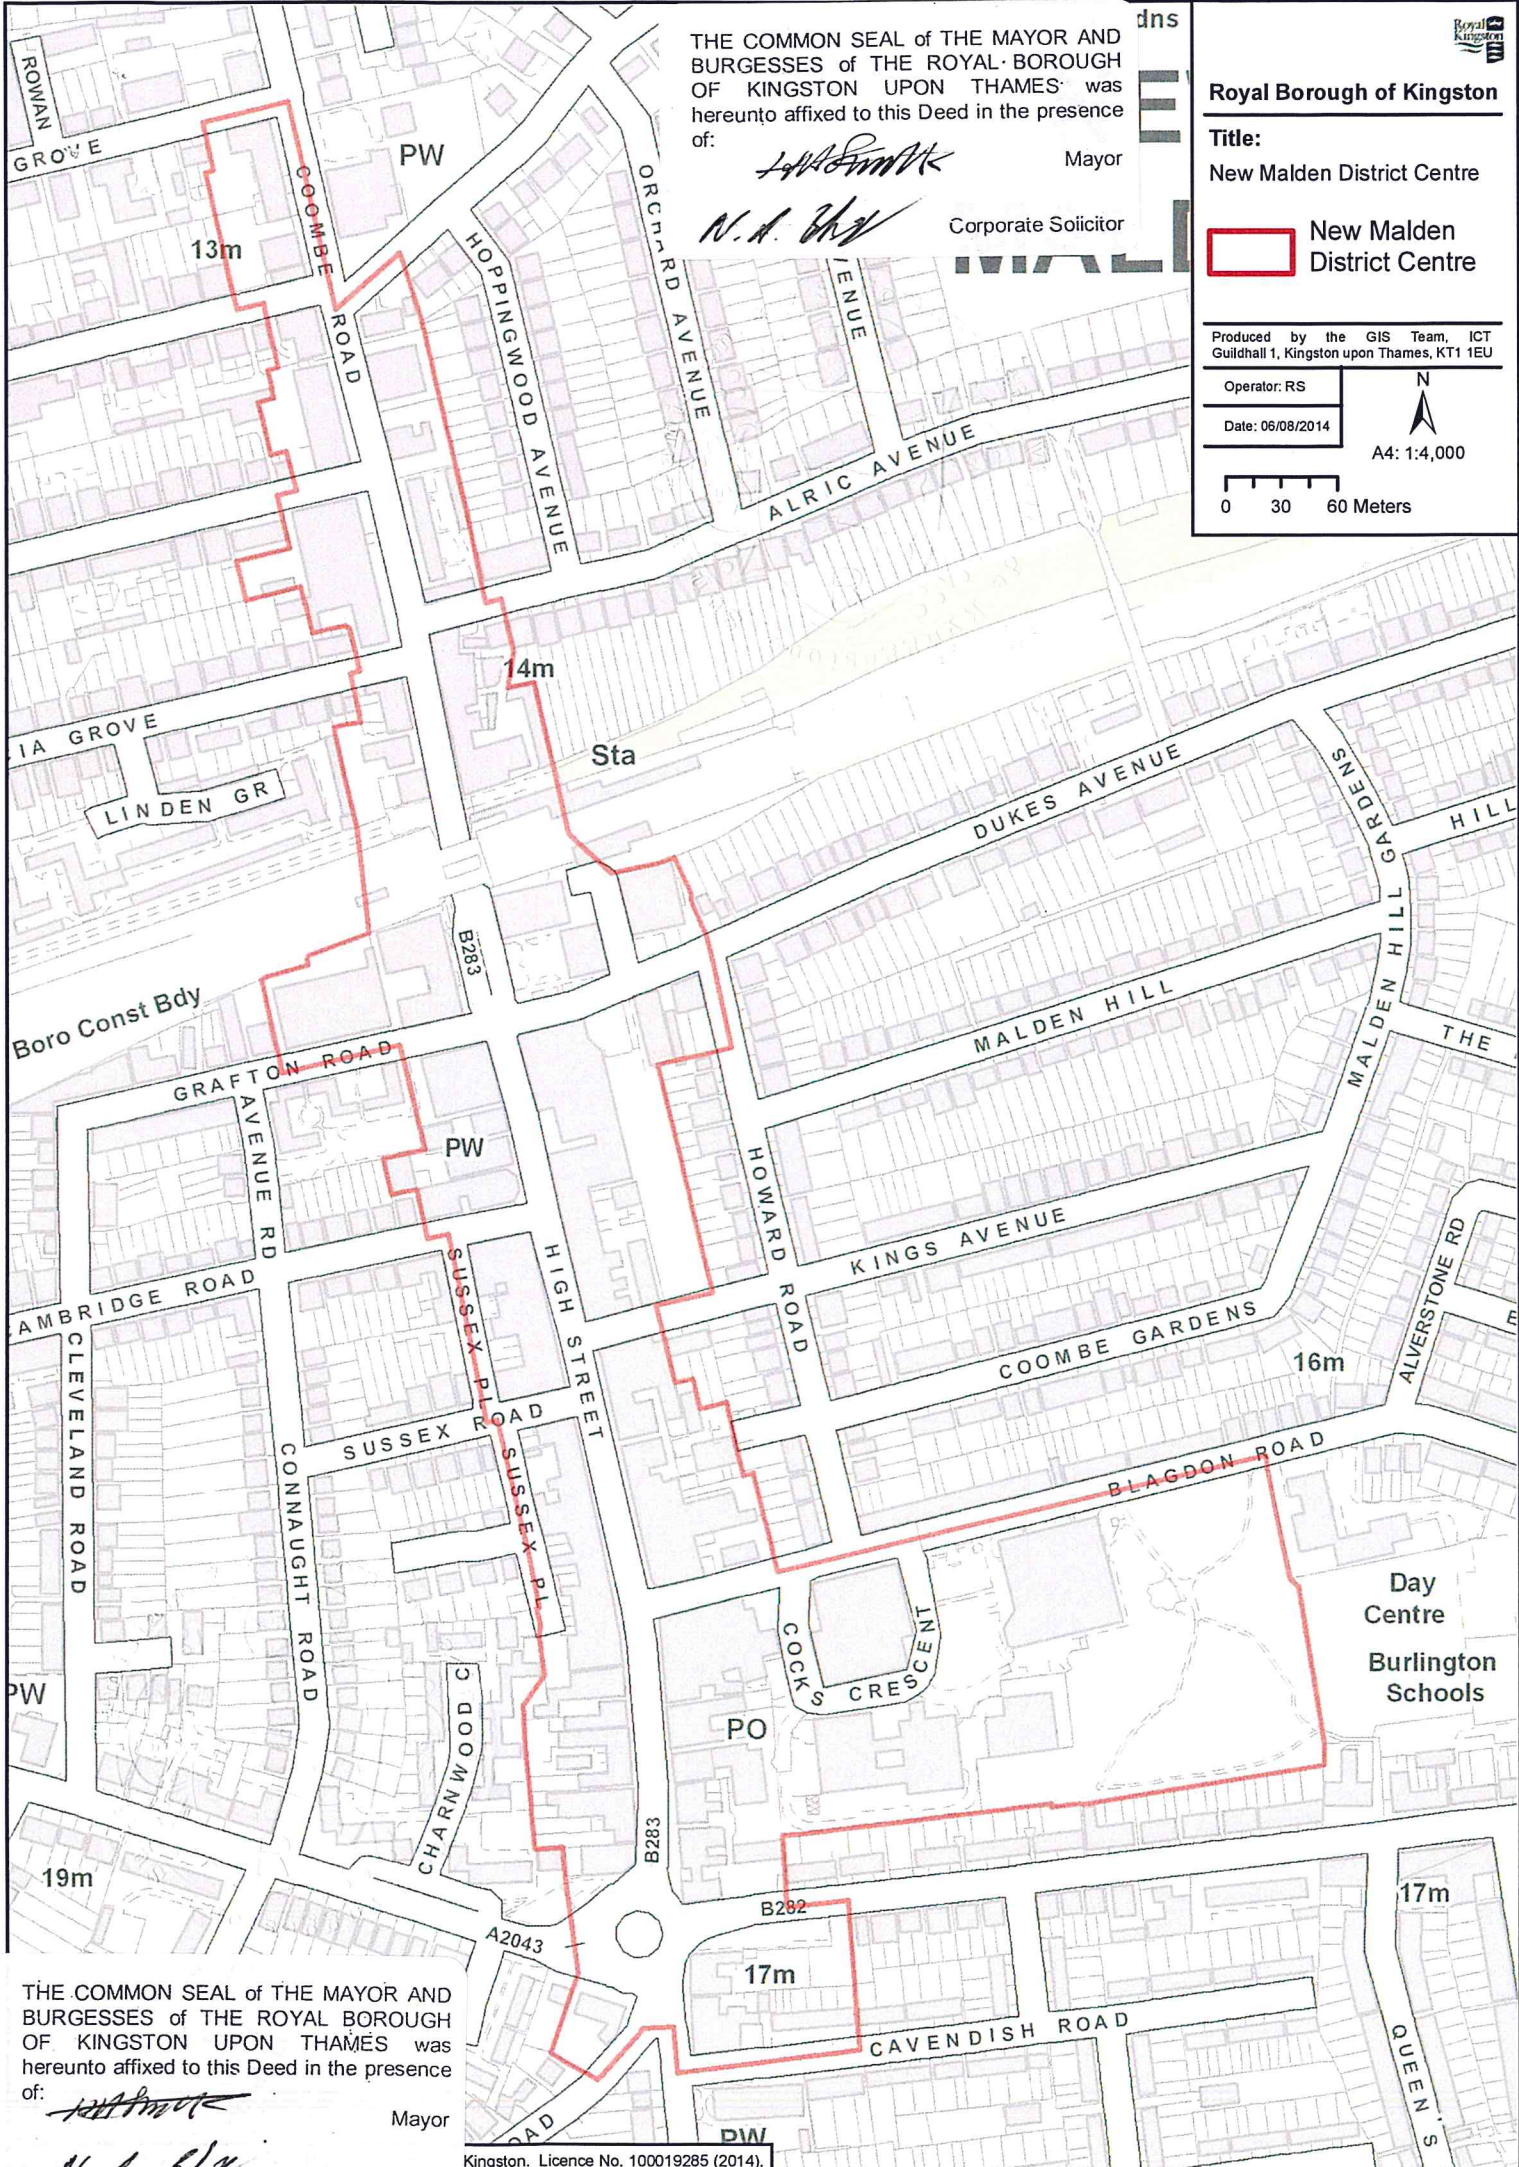 THE COMMON SEAL of THE MAYOR AND
BURGESSES of THE ROYAL BOROUGH
OF KINGSTON UPON THAMES was
hereunto affixed to this Deed in the presence
of:
Mayor
Corporate Solicitor
dns
Royal
Kingston
Royal Borough of Kingston
Title:
New Malden District Centre
New Malden
District Centre
Produced by the GIS Team, ICT
Guildhall 1, Kingston upon Thames, KT1 1EU
Operator: RS
Date: 06/08/2014
N
A4: 1:4,000
0 30 60 Meters
ROWAN
GROVE
PW
COOMBE ROAD
13m
HOPPINGWOOD AVENUE
ORCHARD AVENUE
ALRIC AVENUE
14m
Sta
IA GROVE
LINDEN GR
DUKES AVENUE
MALDEN HILL GARDENS
HILL
B283
Boro Const Bdy
GRAFTON ROAD
MALDEN HILL
THE
AVENUE RD
PW
HOWARD ROAD
KINGS AVENUE
ALVERSTONE RD
CAMBRIDGE ROAD
SUSSEX PL
HIGH STREET
COOMBE GARDENS
16m
CLEVELAND ROAD
CONNAUGHT ROAD
SUSSEX ROAD
SUSSEX PL
BLAGDON ROAD
Day
Centre
Burlington
Schools
COCKS CRESCENT
PW
PO
CHARNWOOD C
B283
19m
A2043
B282
17m
17m
CAVENDISH ROAD
QUEEN'S
THE COMMON SEAL of THE MAYOR AND
BURGESSES of THE ROYAL BOROUGH
OF KINGSTON UPON THAMES was
hereunto affixed to this Deed in the presence
of:
Mayor
OAD
PW
Kingston. Licence No. 100019285 (2014).